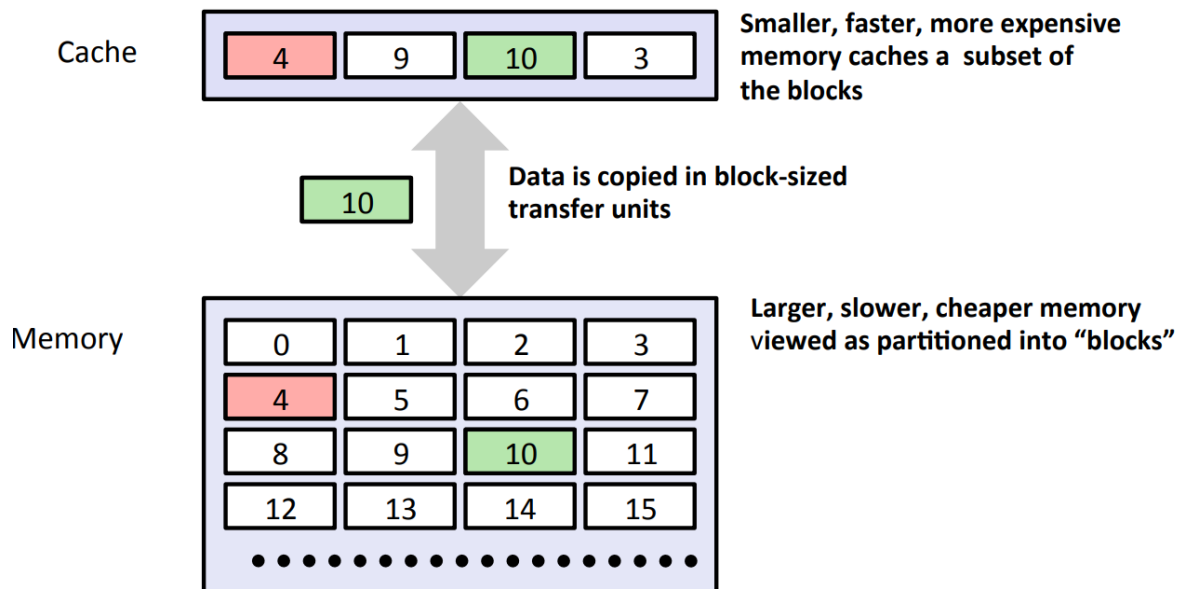 Cache
4 9 10 3
Smaller, faster, more expensive
memory caches a subset of
the blocks
10
Data is copied in block-sized
transfer units
Memory
0 1 2 3
4 5 6 7
8 9 10 11
12 13 14 15
Larger, slower, cheaper memory
viewed as partitioned into “blocks”